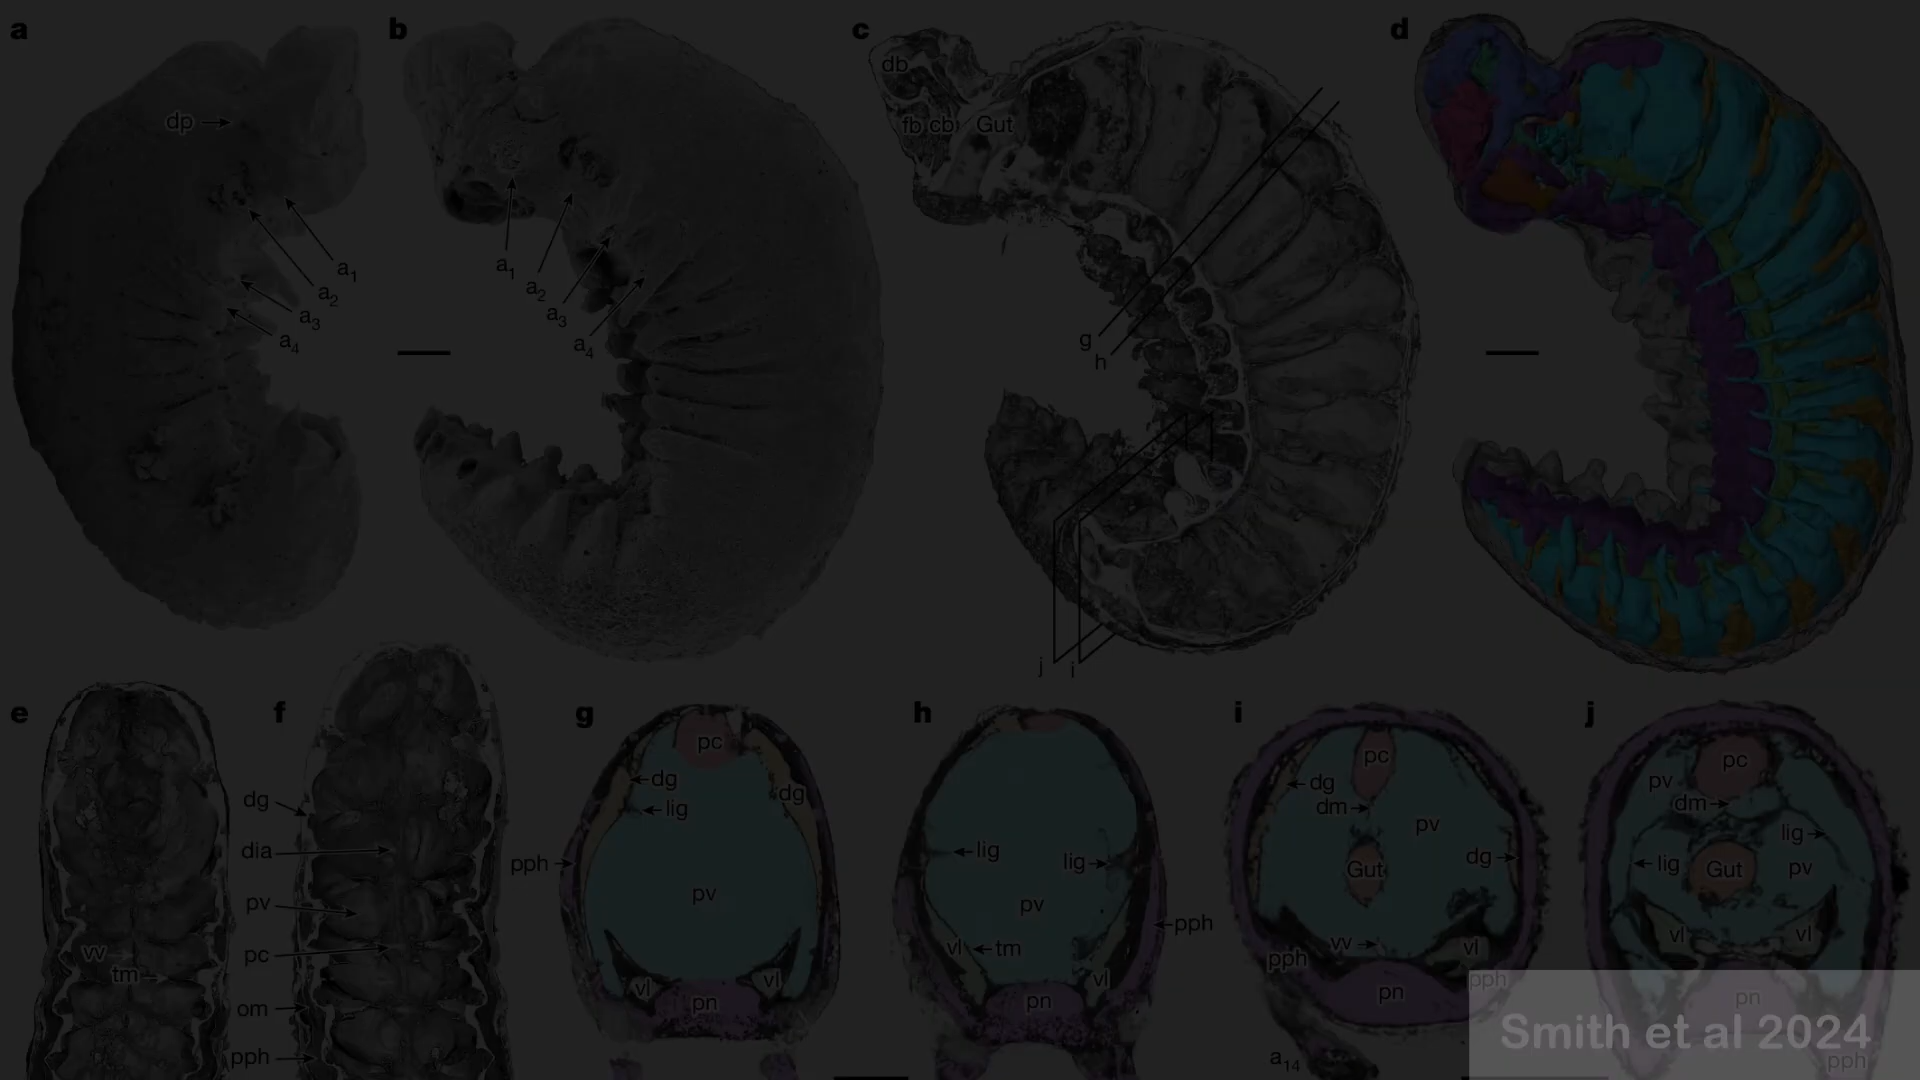 a
b
c
d
dp
db
fb cb
Gut
a1
a2
a3
a4
a1
a2
a3
a4
g
h
j
i
e
f
g
h
i
j
dg
dia
pv
pc
om
pph
vv
tm
pc
dg
lig
dg
pph
pv
vl
vl
pn
lig
lig
pv
pph
vl
tm
vl
pn
pc
dg
dm
pv
Gut
dg
vv
vl
pph
pn
pph
a14
pc
pv
dm
lig
lig
Gut
pv
vl
vl
pn
pph
Smith et al 2024